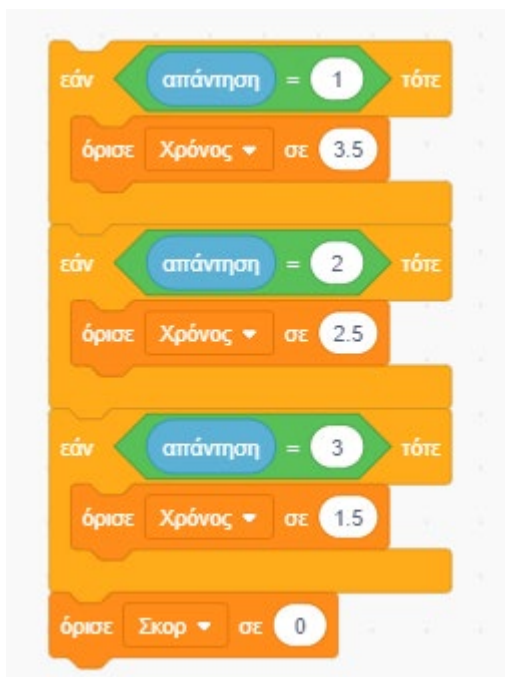 εάν απάντηση = 1 τότε
όρισε Χρόνος σε 3.5
εάν απάντηση = 2 τότε
όρισε Χρόνος σε 2.5
εάν απάντηση = 3 τότε
όρισε Χρόνος σε 1.5
όρισε Σκορ σε 0